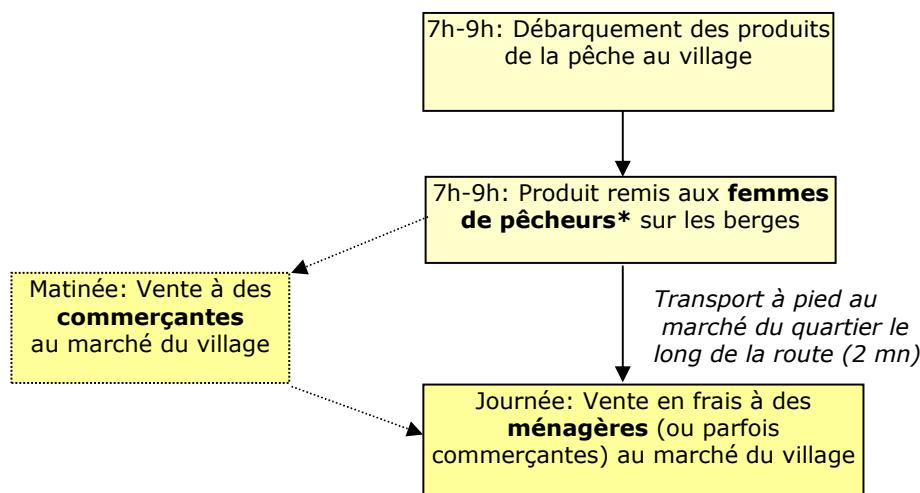 7h-9h: Débarquement des produits
de la pêche au village
7h-9h: Produit remis aux femmes
de pêcheurs* sur les berges
Matinée: Vente à des
commerçantes
au marché du village
Transport à pied au
marché du quartier le
long de la route (2 mn)
Journée: Vente en frais à des
ménagères (ou parfois
commerçantes) au marché du village